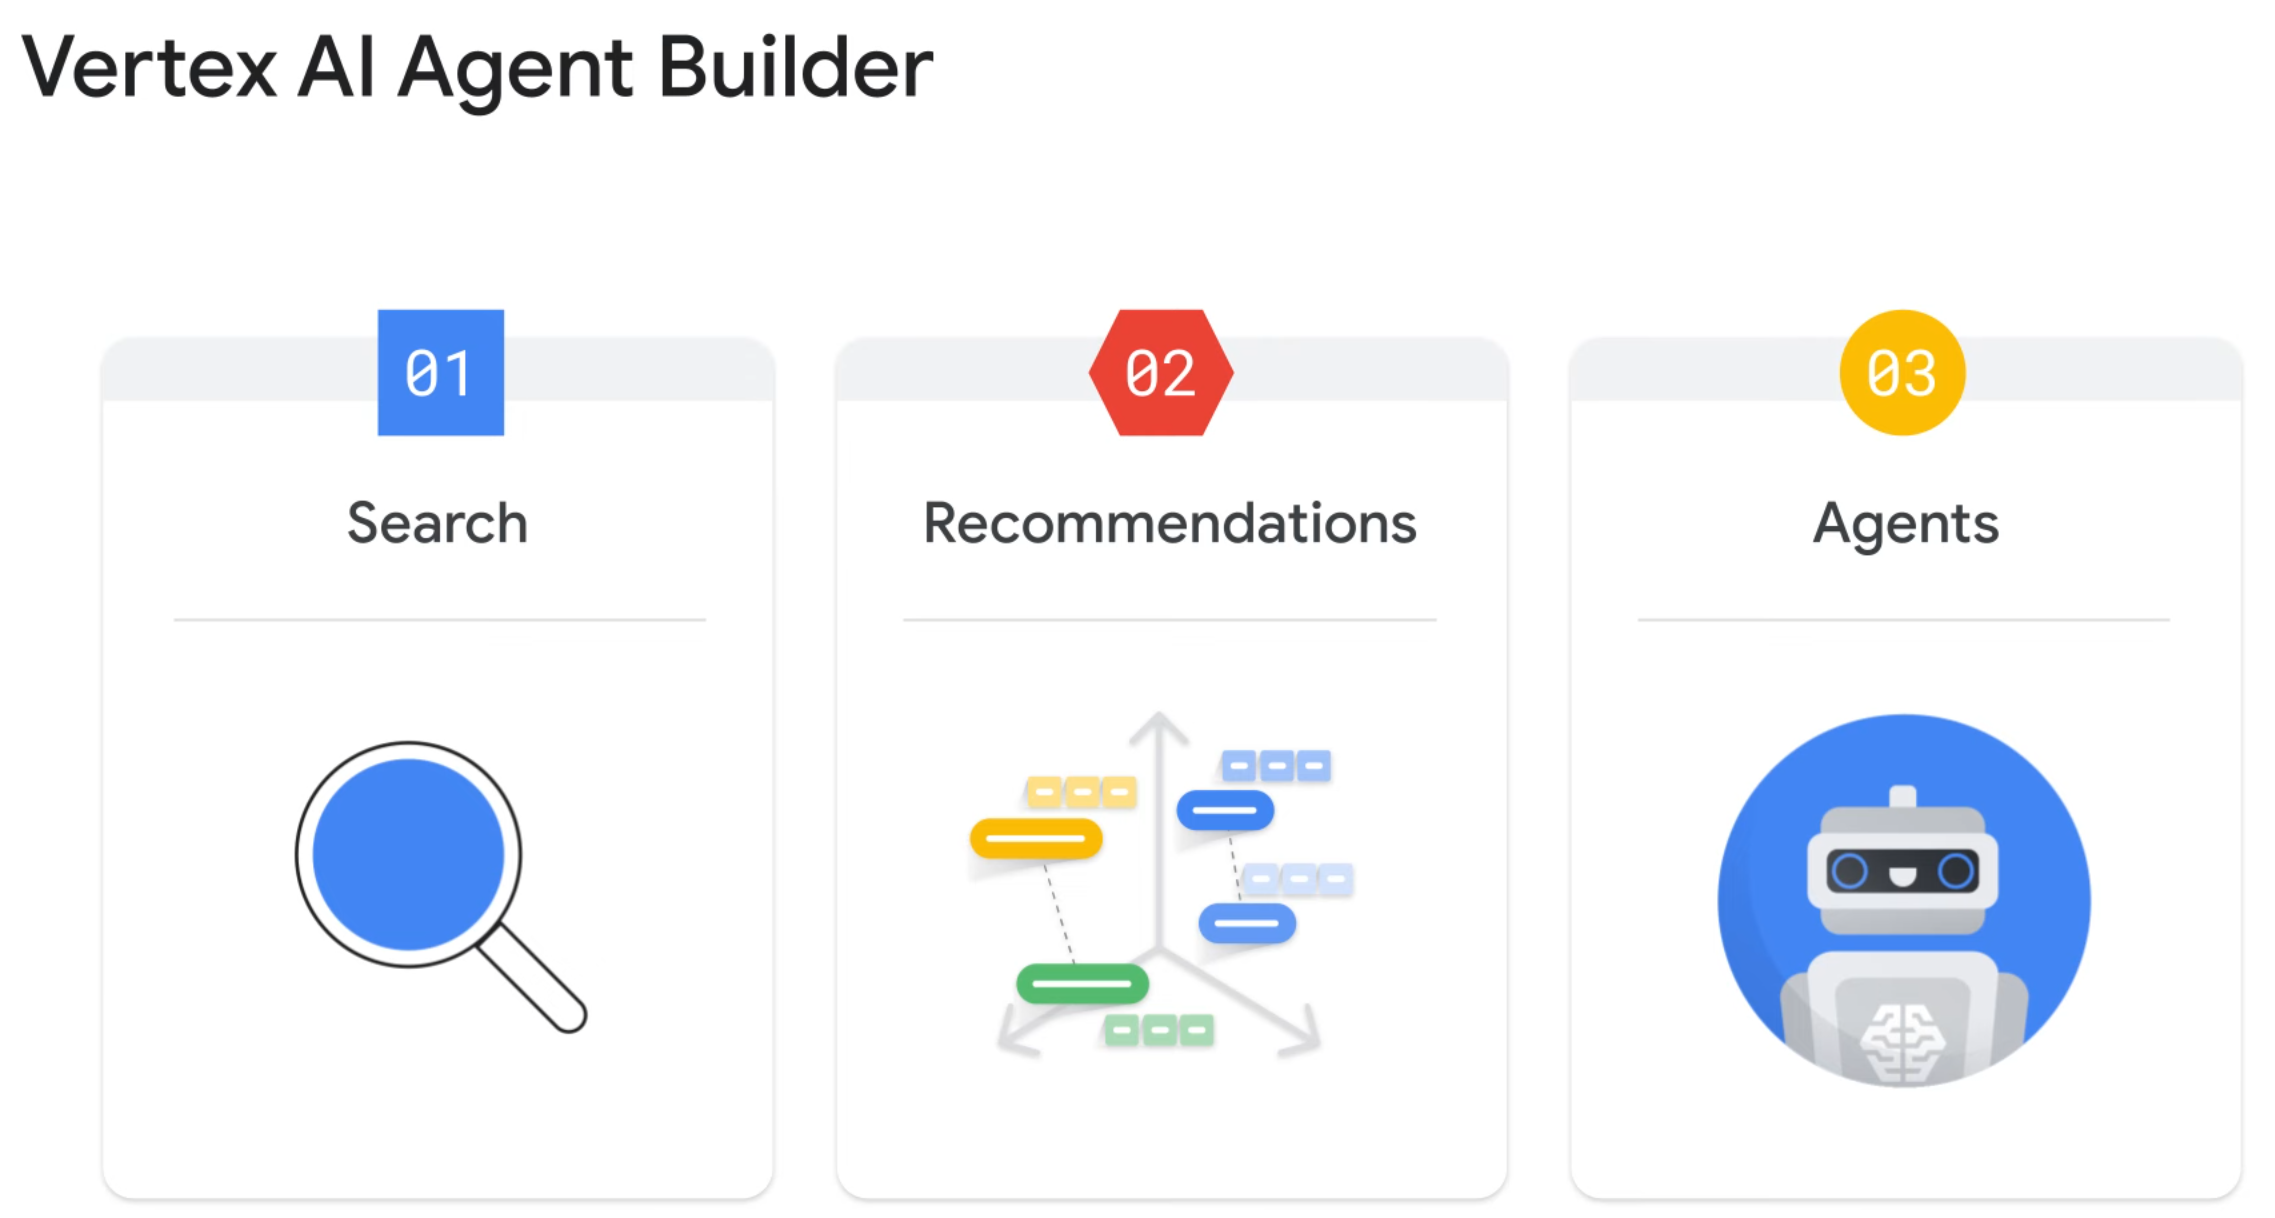 Vertex AI Agent Builder
01
02
03
Search
Recommendations
Agents